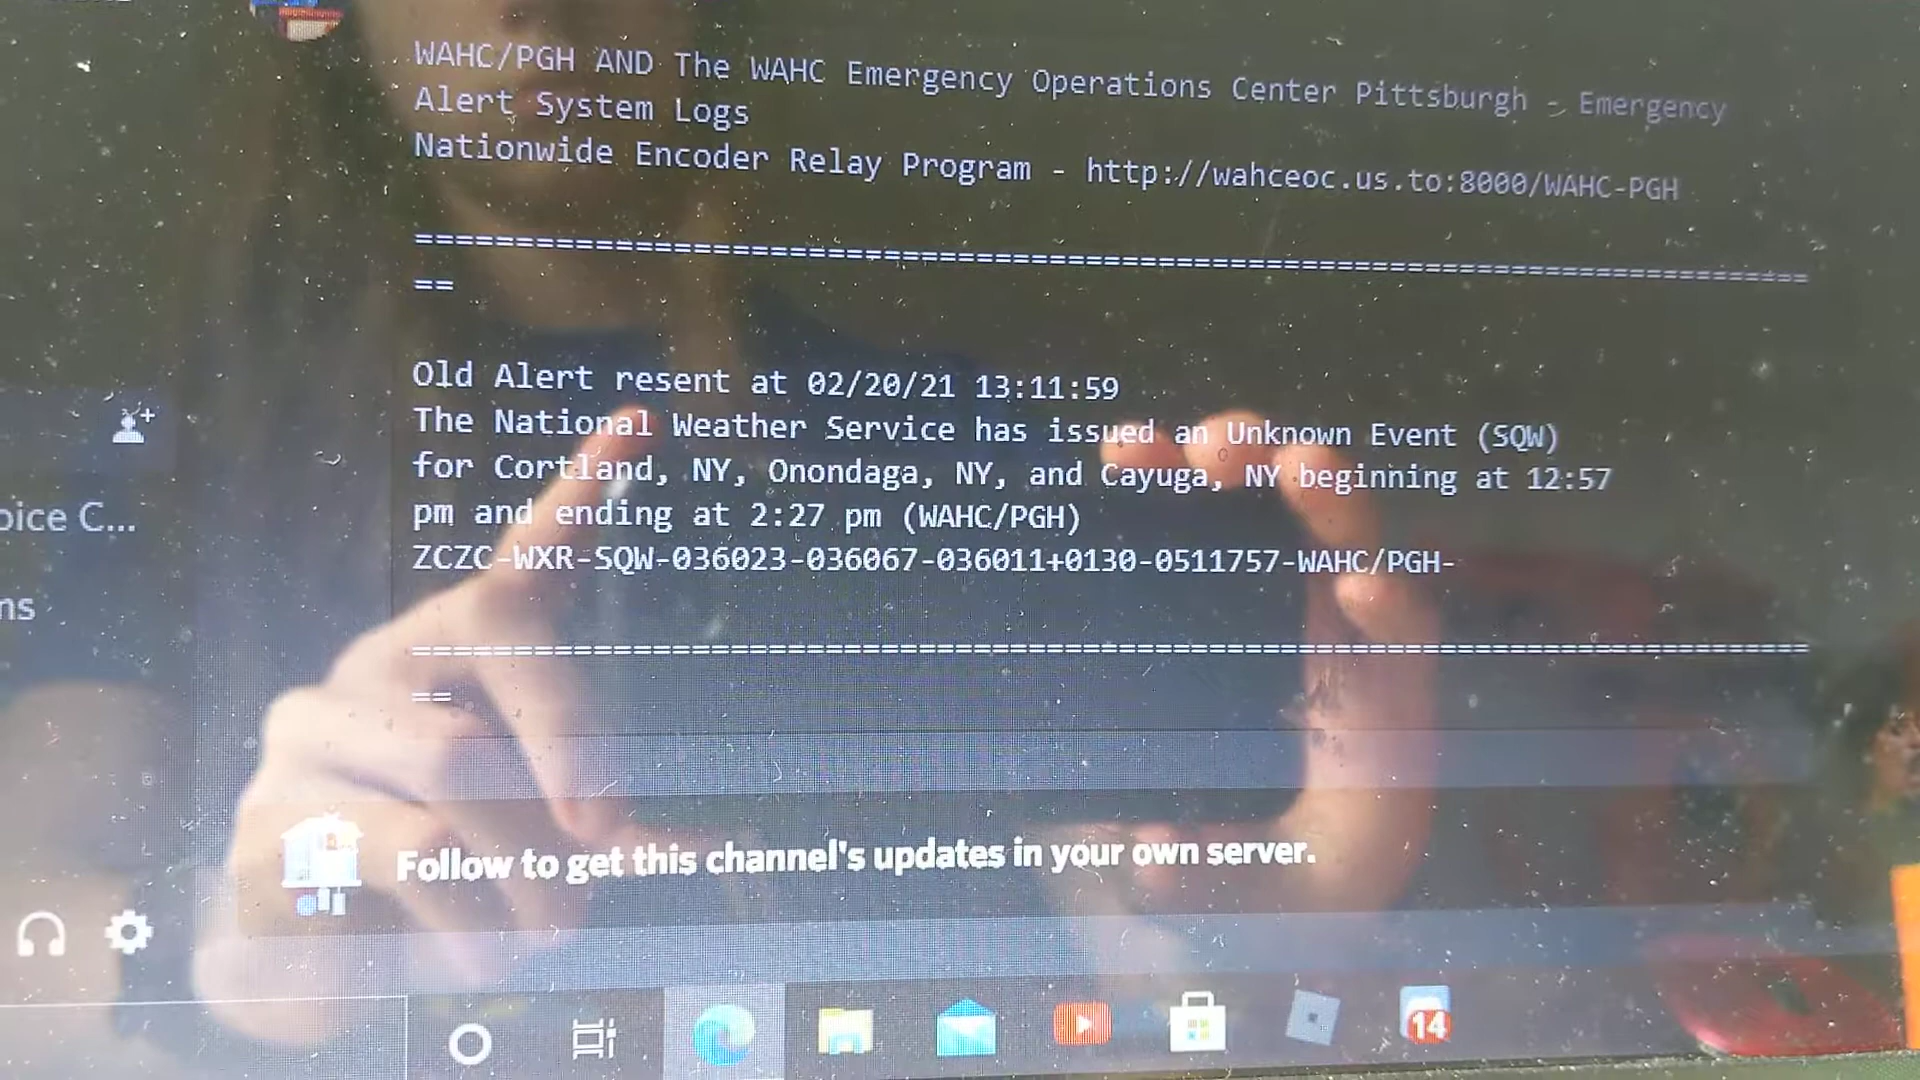 WAHC/PGH AND The WAHC Emergency Operations Center Pittsburgh - Emergency
Alert System Logs
Nationwide Encoder Relay Program - http://wahceoc.us.to:8000/WAHC-PGH
==========================================================================
==
Old Alert resent at 02/20/21 13:11:59
The National Weather Service has issued an Unknown Event (SQW)
for Cortland, NY, Onondaga, NY, and Cayuga, NY beginning at 12:57
pm and ending at 2:27 pm (WAHC/PGH)
ZCZC-WXR-SQW-036023-036067-036011+0130-0511757-WAHC/PGH-
==========================================================================
==
oice C...
ns
Follow to get this channel's updates in your own server.
14